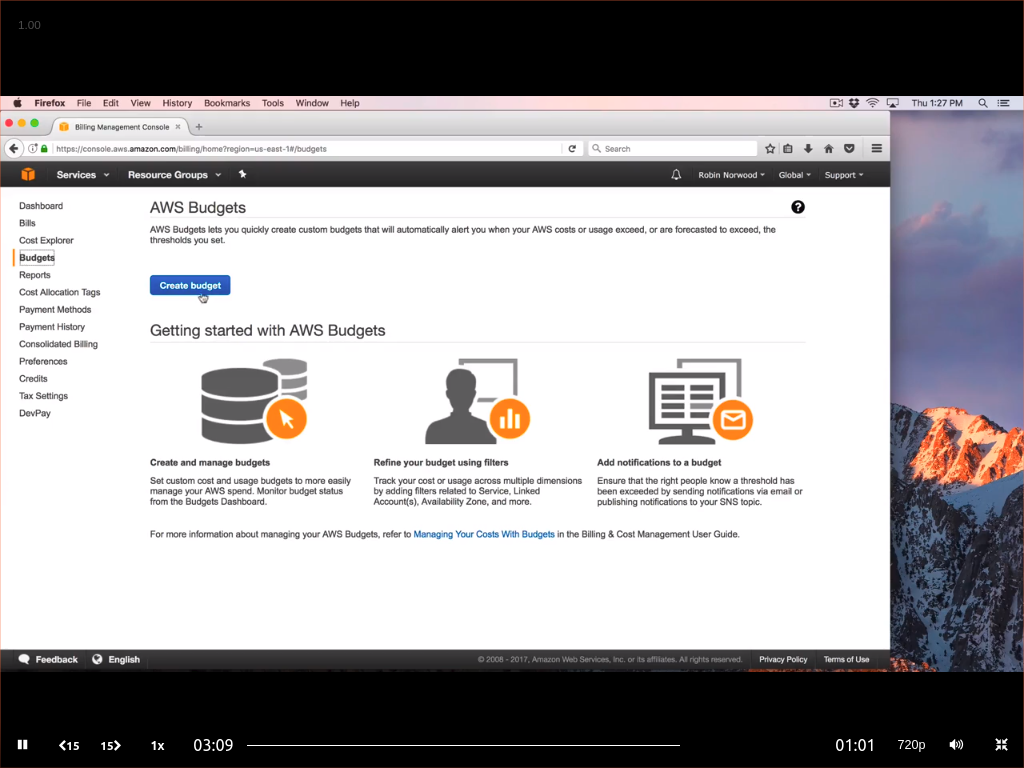 1.00
Firefox File Edit View History Bookmarks Tools Window Help Thu 1:27 PM
Billing Management Console
https://console.aws.amazon.com/billing/home?region=us-east-1#/budgets Search
Services Resource Groups Robin Norwood Global Support
Dashboard
Bills
Cost Explorer
Budgets
Reports
Cost Allocation Tags
Payment Methods
Payment History
Consolidated Billing
Preferences
Credits
Tax Settings
DevPay
AWS Budgets ?
AWS Budgets lets you quickly create custom budgets that will automatically alert you when your AWS costs or usage exceed, or are forecasted to exceed, the
thresholds you set.
Create budget
Getting started with AWS Budgets
Create and manage budgets
Set custom cost and usage budgets to more easily
manage your AWS spend. Monitor budget status
from the Budgets Dashboard.
Refine your budget using filters
Track your cost or usage across multiple dimensions
by adding filters related to Service, Linked
Account(s), Availability Zone, and more.
Add notifications to a budget
Ensure that the right people know a threshold has
been exceeded by sending notifications via email or
publishing notifications to your SNS topic.
For more information about managing your AWS Budgets, refer to Managing Your Costs With Budgets in the Billing & Cost Management User Guide.
Feedback English © 2008 - 2017, Amazon Web Services, Inc. or its affiliates. All rights reserved. Privacy Policy Terms of Use
15 15 1x 03:09 01:01 720p